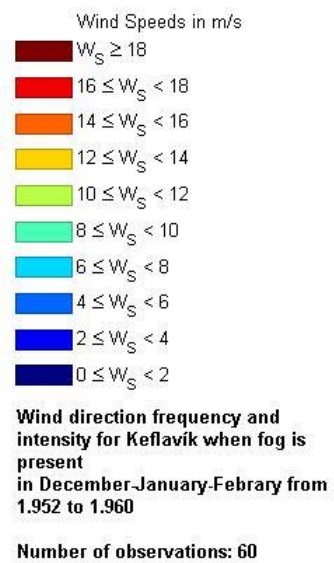 Wind Speeds in m/s
W_S ≥ 18
16 ≤ W_S < 18
14 ≤ W_S < 16
12 ≤ W_S < 14
10 ≤ W_S < 12
8 ≤ W_S < 10
6 ≤ W_S < 8
4 ≤ W_S < 6
2 ≤ W_S < 4
0 ≤ W_S < 2
Wind direction frequency and
intensity for Keflavík when fog is
present
in December-January-Febrary from
1.952 to 1.960
Number of observations: 60